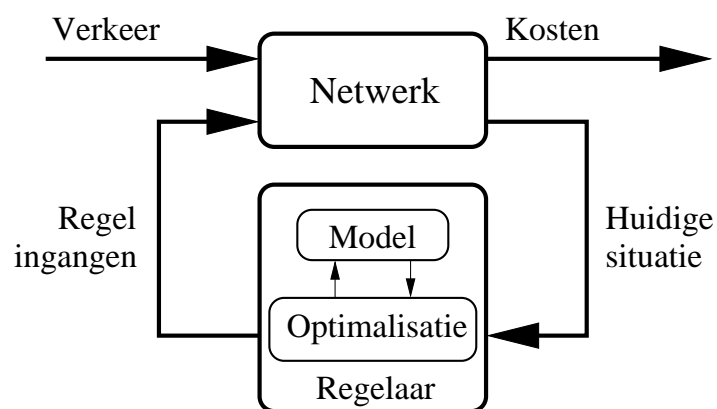 Verkeer
Kosten
Netwerk
Regel
ingangen
Model
Optimalisatie
Regelaar
Huidige
situatie